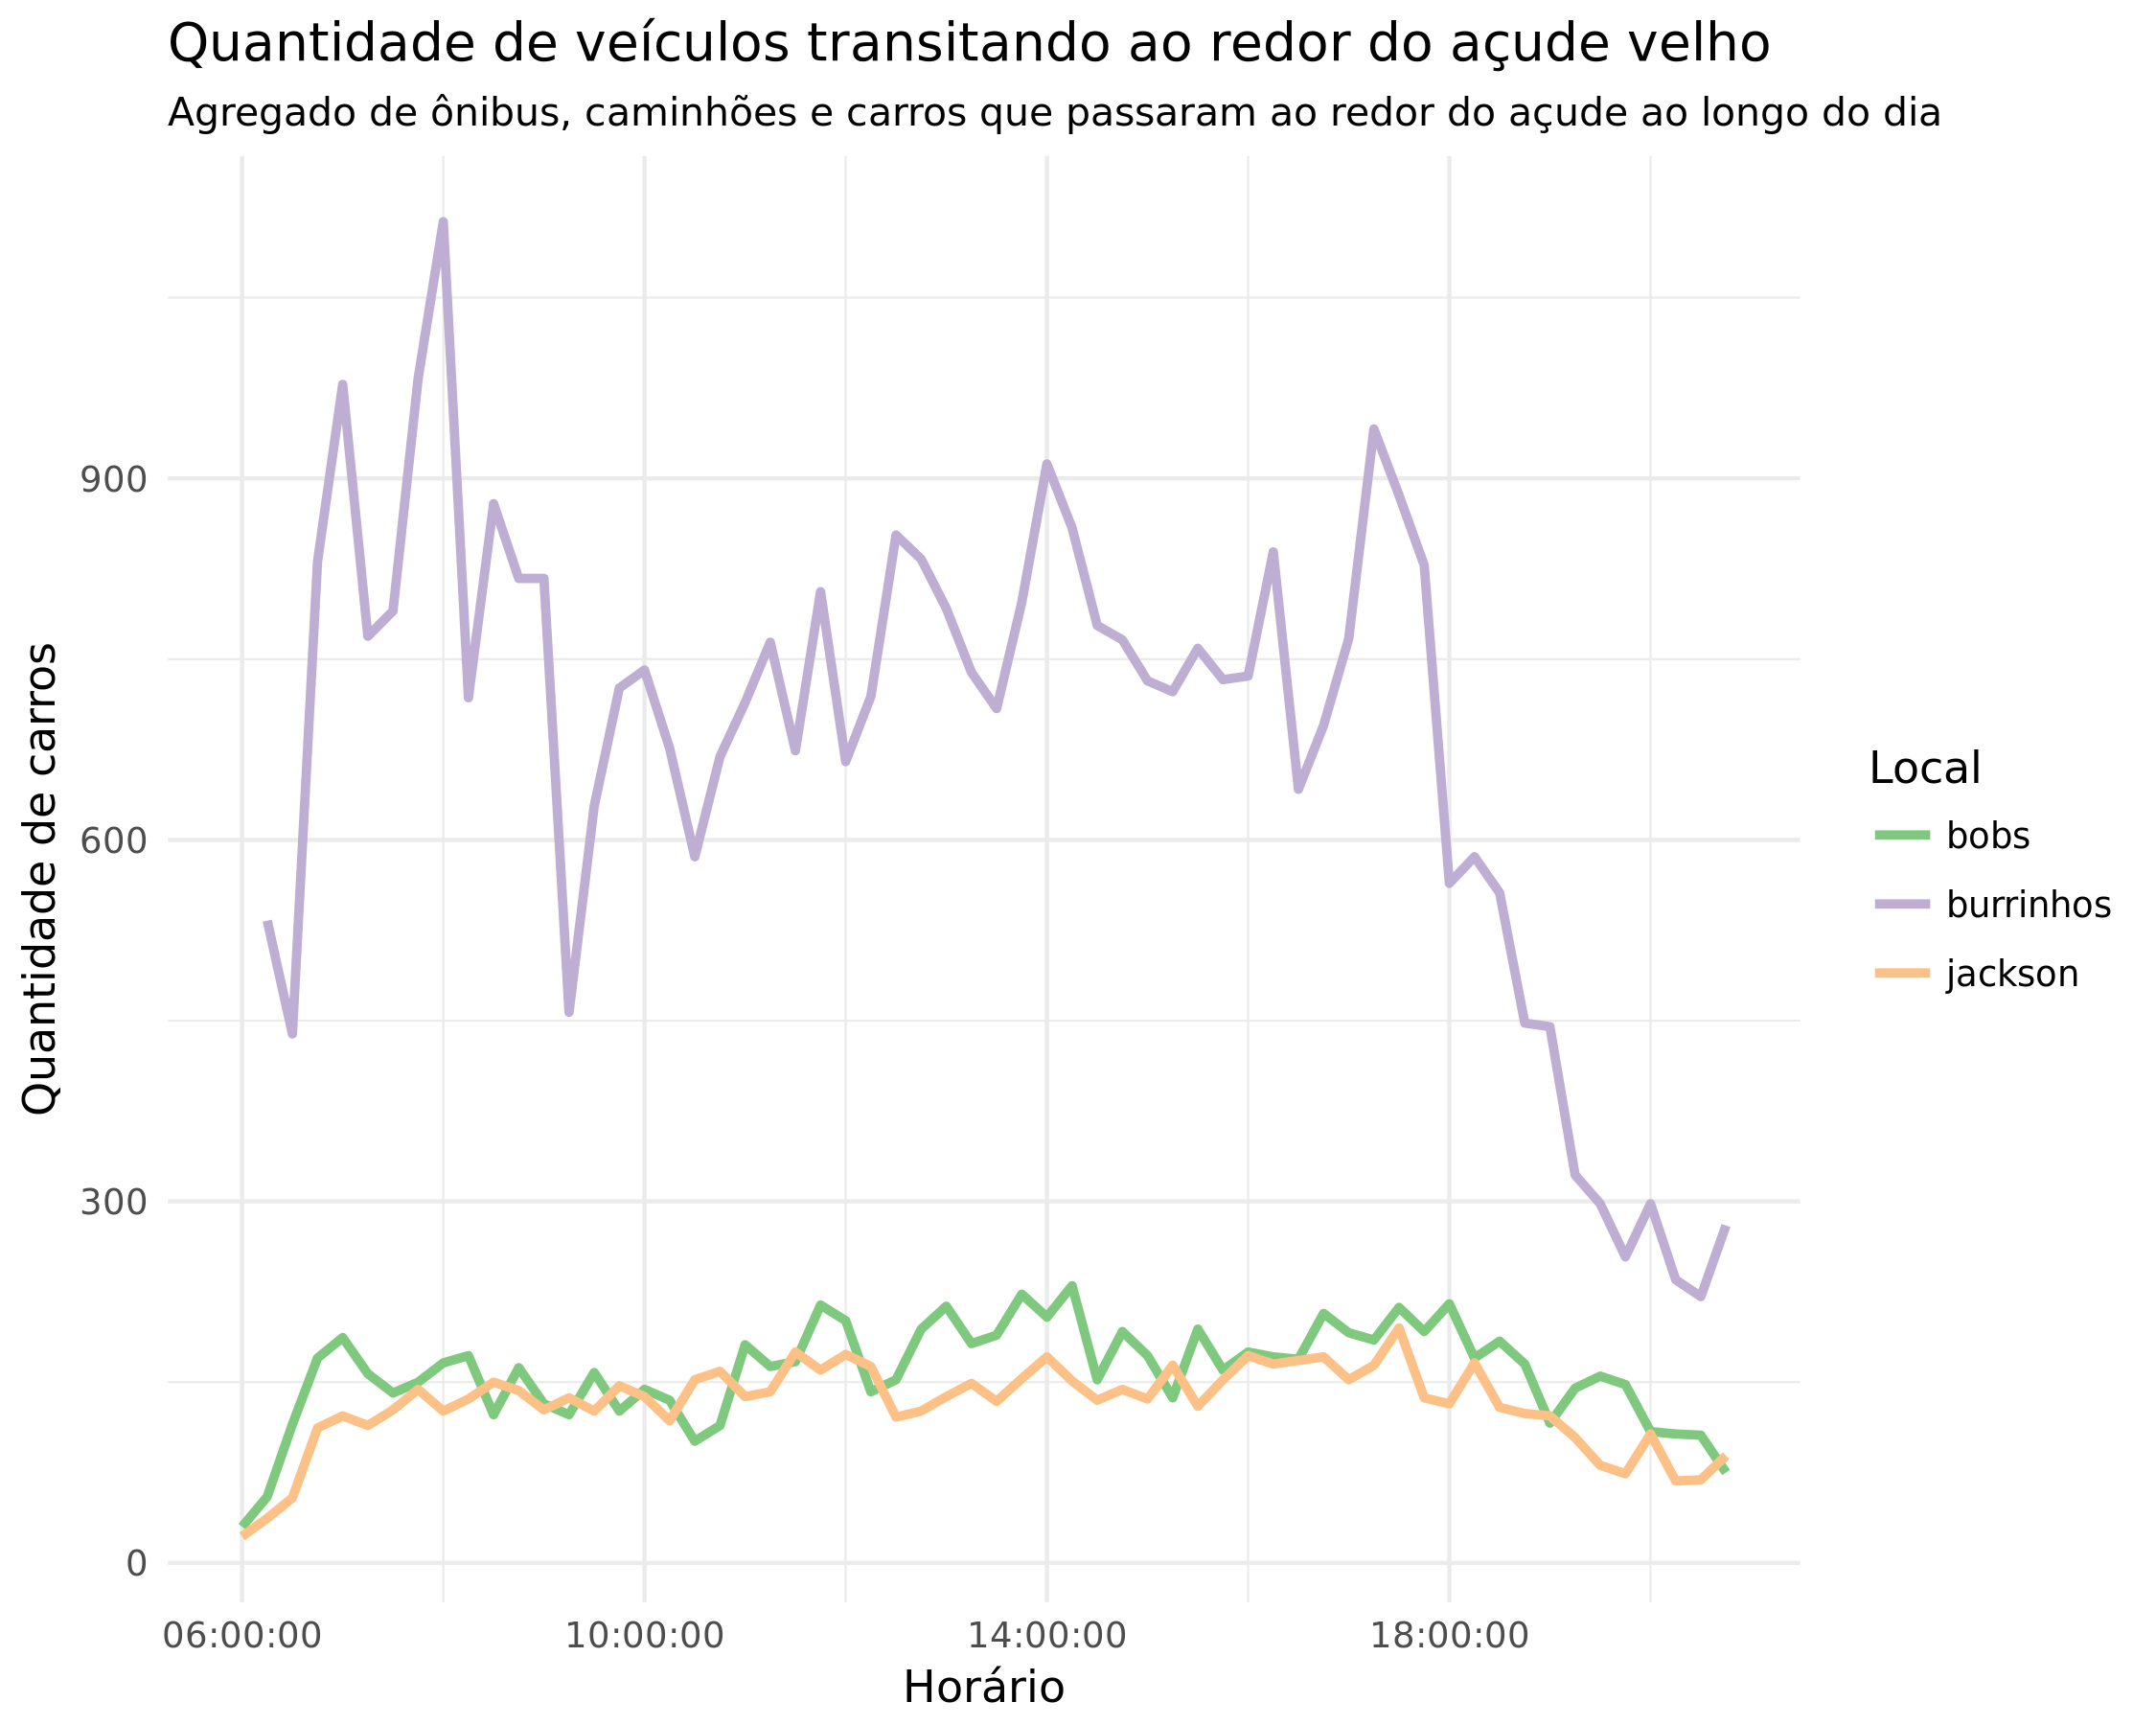 Quantidade de veículos transitando ao redor do açude velho
Agregado de ônibus, caminhões e carros que passaram ao redor do açude ao longo do dia
Quantidade de carros
900
600
300
0
06:00:00
10:00:00
14:00:00
18:00:00
Horário
Local
bobs
burrinhos
jackson